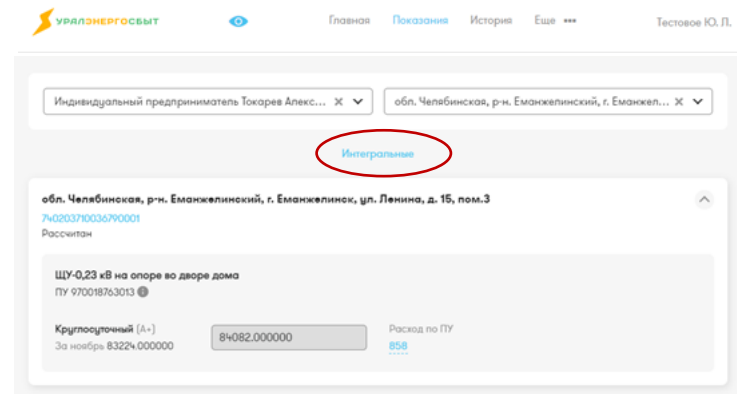 УРАЛЭНЕРГОСБЫТ Главная Показания История Еще ••• Тестовое Ю. Л.
Индивидуальный предприниматель Токарев Алекс... обл. Челябинская, р-н. Еманжелинский, г. Еманжел...
Интегральные
обл. Челябинская, р-н. Еманжелинский, г. Еманжелинск, ул. Ленина, д. 15, пом.3
740203710036790001
Рассчитан
ЩУ-0,23 кВ на опоре во дворе дома
ПУ 970018763013
Круглосуточный (А+) 84082.000000 Расход по ПУ
За ноябрь 83224.000000 858